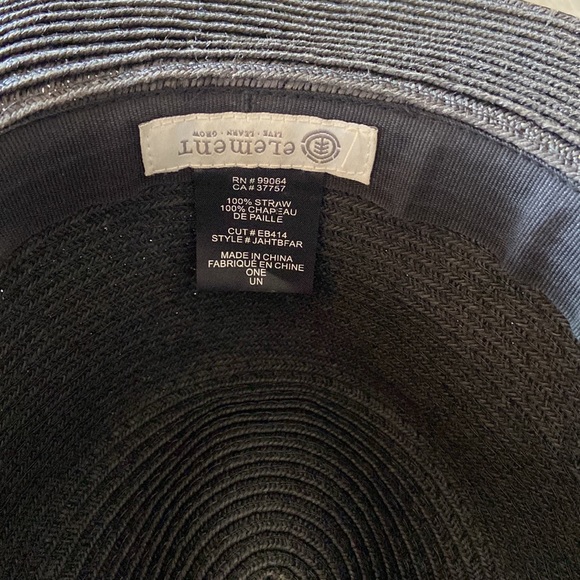 eLement
LIVE · LEARN · GROW
RN # 99064
CA # 37757
100% STRAW
100% CHAPEAU
DE PAILLE
CUT # EB414
STYLE# JAHTBFAR
MADE IN CHINA
FABRIQUÉ EN CHINE
ONE
UN